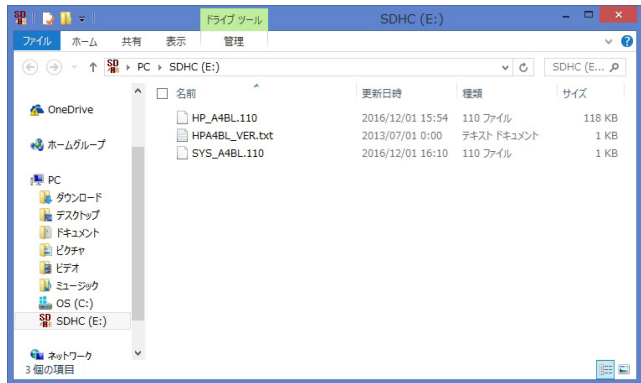 ドライブ ツール
SDHC (E:)
ファイル ホーム 共有 表示 管理
PC SDHC (E:) SDHC (E...
名前 更新日時 種類 サイズ
OneDrive
ホームグループ
PC
ダウンロード
デスクトップ
ドキュメント
ピクチャ
ビデオ
ミュージック
OS (C:)
SDHC (E:)
ネットワーク
HP_A4BL.110 2016/12/01 15:54 110 ファイル 118 KB
HPA4BL_VER.txt 2013/07/01 0:00 テキスト ドキュメント 1 KB
SYS_A4BL.110 2016/12/01 16:10 110 ファイル 1 KB
3 個の項目